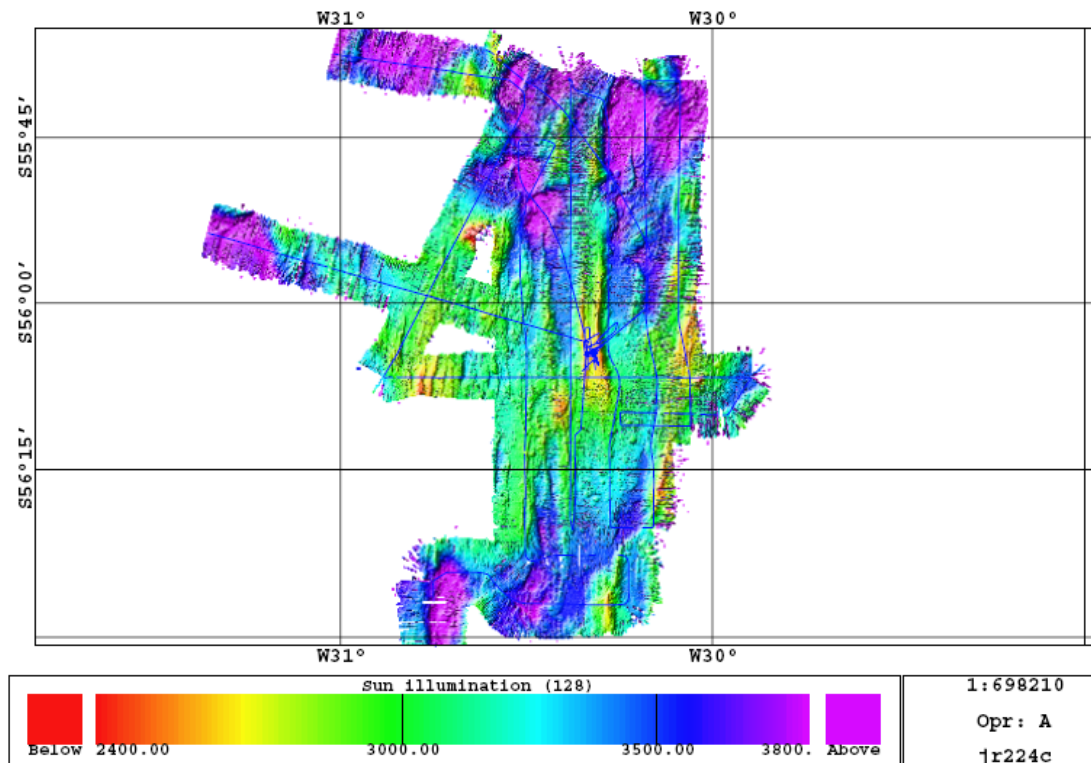 W31° W30°
S55°45′
S56°00′
S56°15′
W31° W30°
Sun illumination (128)
Below 2400.00 3000.00 3500.00 3800. Above
1:698210
Opr: A
jr224c